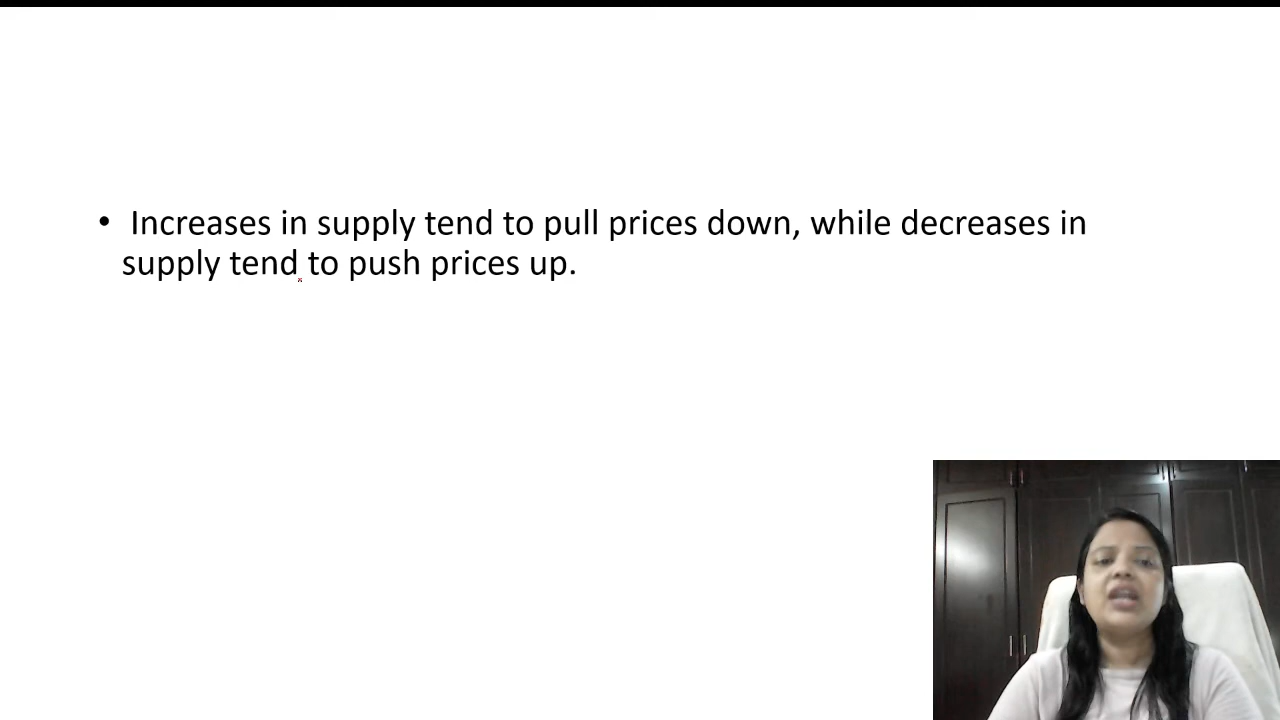 • Increases in supply tend to pull prices down, while decreases in
supply tend to push prices up.